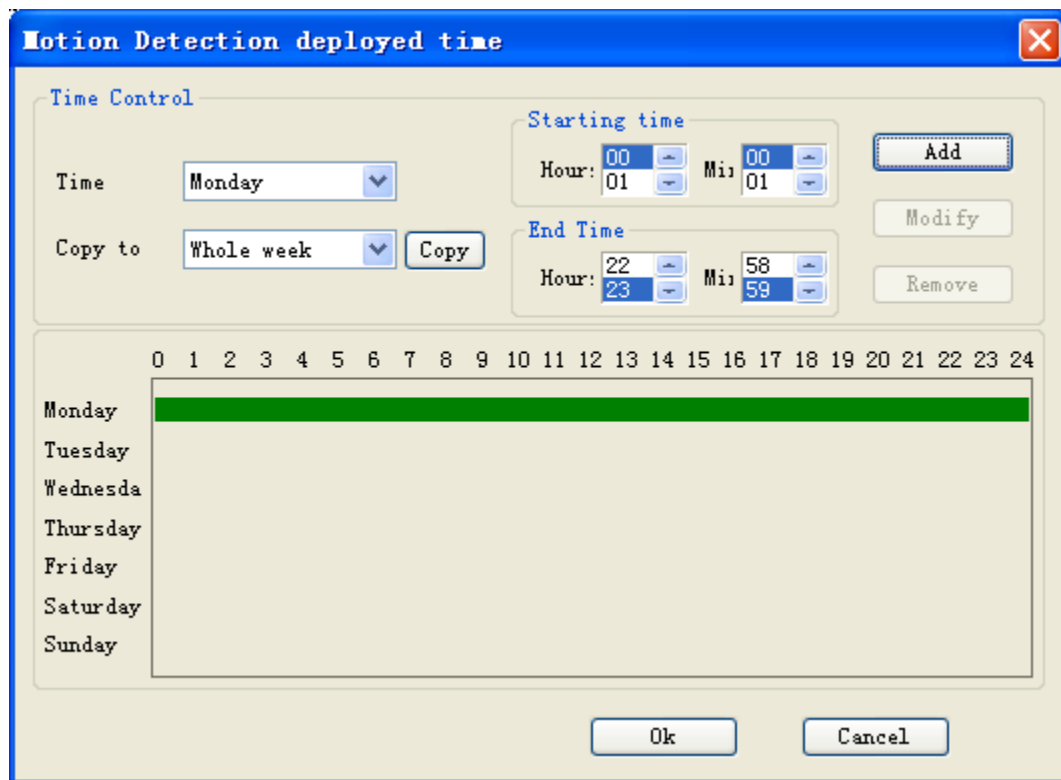 Motion Detection deployed time
Time Control
Time
Monday
Copy to
Whole week
Copy
Starting time
Hour:
00
01
Mi:
00
01
End Time
Hour:
22
23
Mi:
58
59
Add
Modify
Remove
0 1 2 3 4 5 6 7 8 9 10 11 12 13 14 15 16 17 18 19 20 21 22 23 24
Monday
Tuesday
Wednesda
Thursday
Friday
Saturday
Sunday
Ok
Cancel